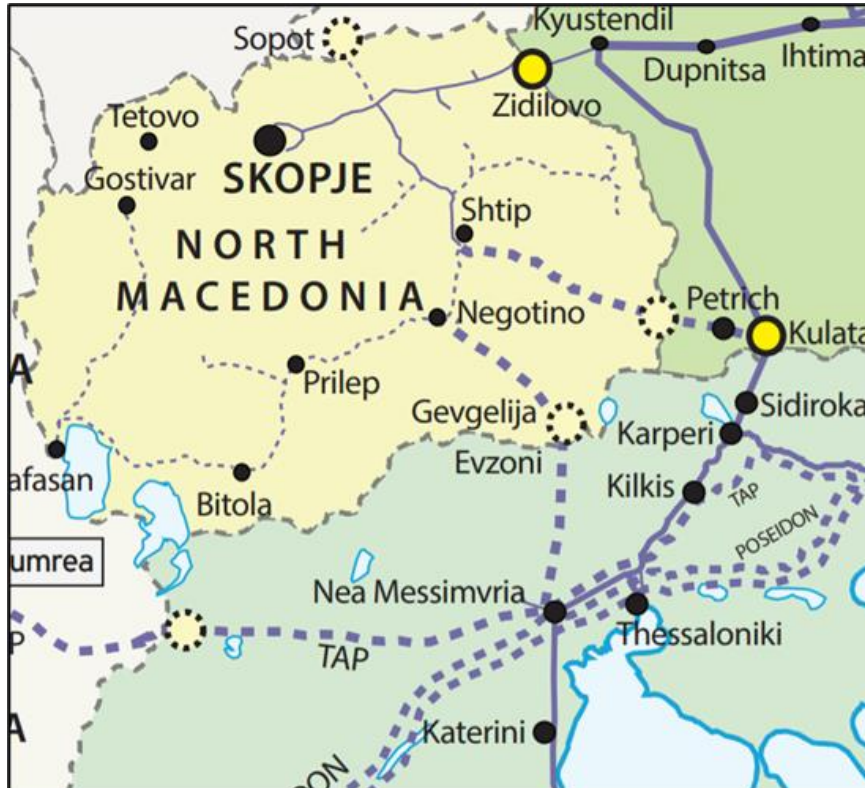 Kyustendil
Sopot
Ihtima
Dupnitsa
Zidilovo
Tetovo
SKOPJE
Gostivar
Shtip
NORTH
MACEDONIA
Petrich
Negotino
Kulata
A
Prilep
Sidiroka
Gevgelija
Karperi
Evzoni
afasan
Kilkis
TAP
Bitola
POSEIDON
umrea
Nea Messimvria
P
Thessaloniki
TAP
A
Katerini
DON